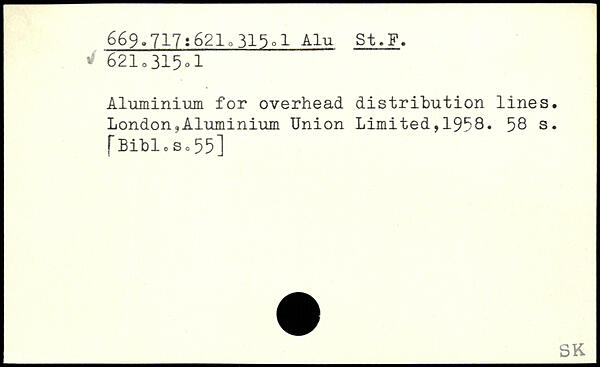 669.717:621.315.1 Alu St.F.
621.315.1
Aluminium for overhead distribution lines.
London,Aluminium Union Limited,1958. 58 s.
[Bibl.s.55]
SK